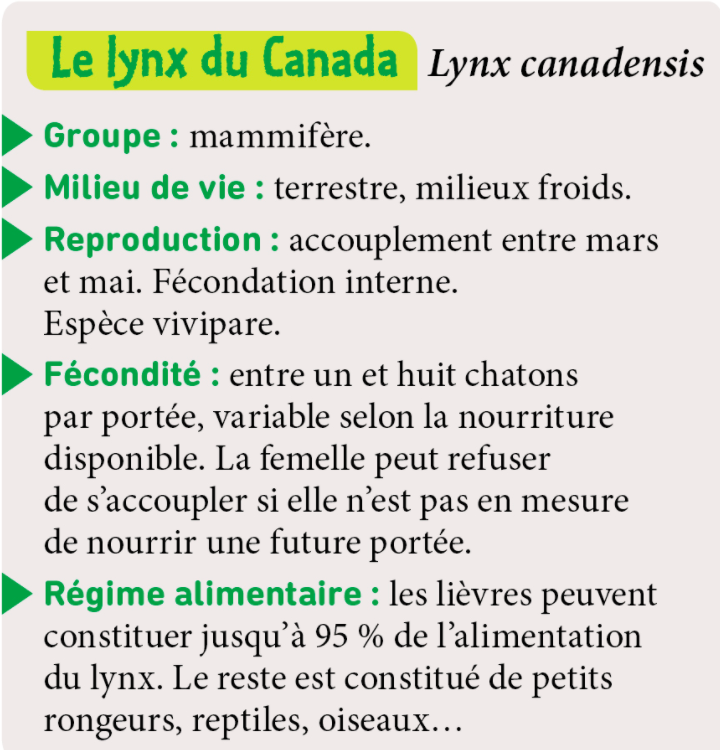 Le lynx du Canada Lynx canadensis
Groupe : mammifère.
Milieu de vie : terrestre, milieux froids.
Reproduction : accouplement entre mars
et mai. Fécondation interne.
Espèce vivipare.
Fécondité : entre un et huit chatons
par portée, variable selon la nourriture
disponible. La femelle peut refuser
de s’accoupler si elle n’est pas en mesure
de nourrir une future portée.
Régime alimentaire : les lièvres peuvent
constituer jusqu’à 95 % de l’alimentation
du lynx. Le reste est constitué de petits
rongeurs, reptiles, oiseaux…